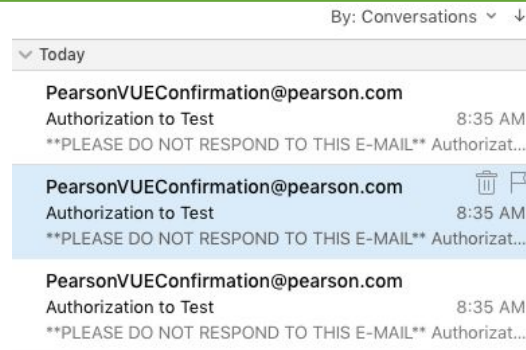 By: Conversations
Today
PearsonVUEConfirmation@pearson.com
Authorization to Test 8:35 AM
**PLEASE DO NOT RESPOND TO THIS E-MAIL** Authorizat...
PearsonVUEConfirmation@pearson.com
Authorization to Test 8:35 AM
**PLEASE DO NOT RESPOND TO THIS E-MAIL** Authorizat...
PearsonVUEConfirmation@pearson.com
Authorization to Test 8:35 AM
**PLEASE DO NOT RESPOND TO THIS E-MAIL** Authorizat...